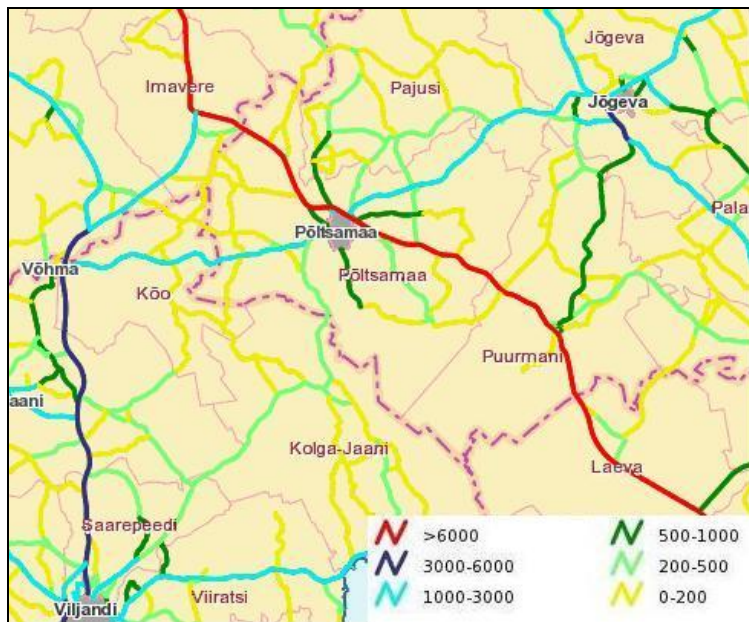 Jõgeva
Imavere
Pajusi
Jõgeva
Pala
Põltsamaa
Võhma
Kõo
Põltsamaa
Puurmani
aani
Kolga-Jaani
Laeva
Saarepeedi
Viiratsi
Viljandi
>6000
500-1000
3000-6000
200-500
1000-3000
0-200